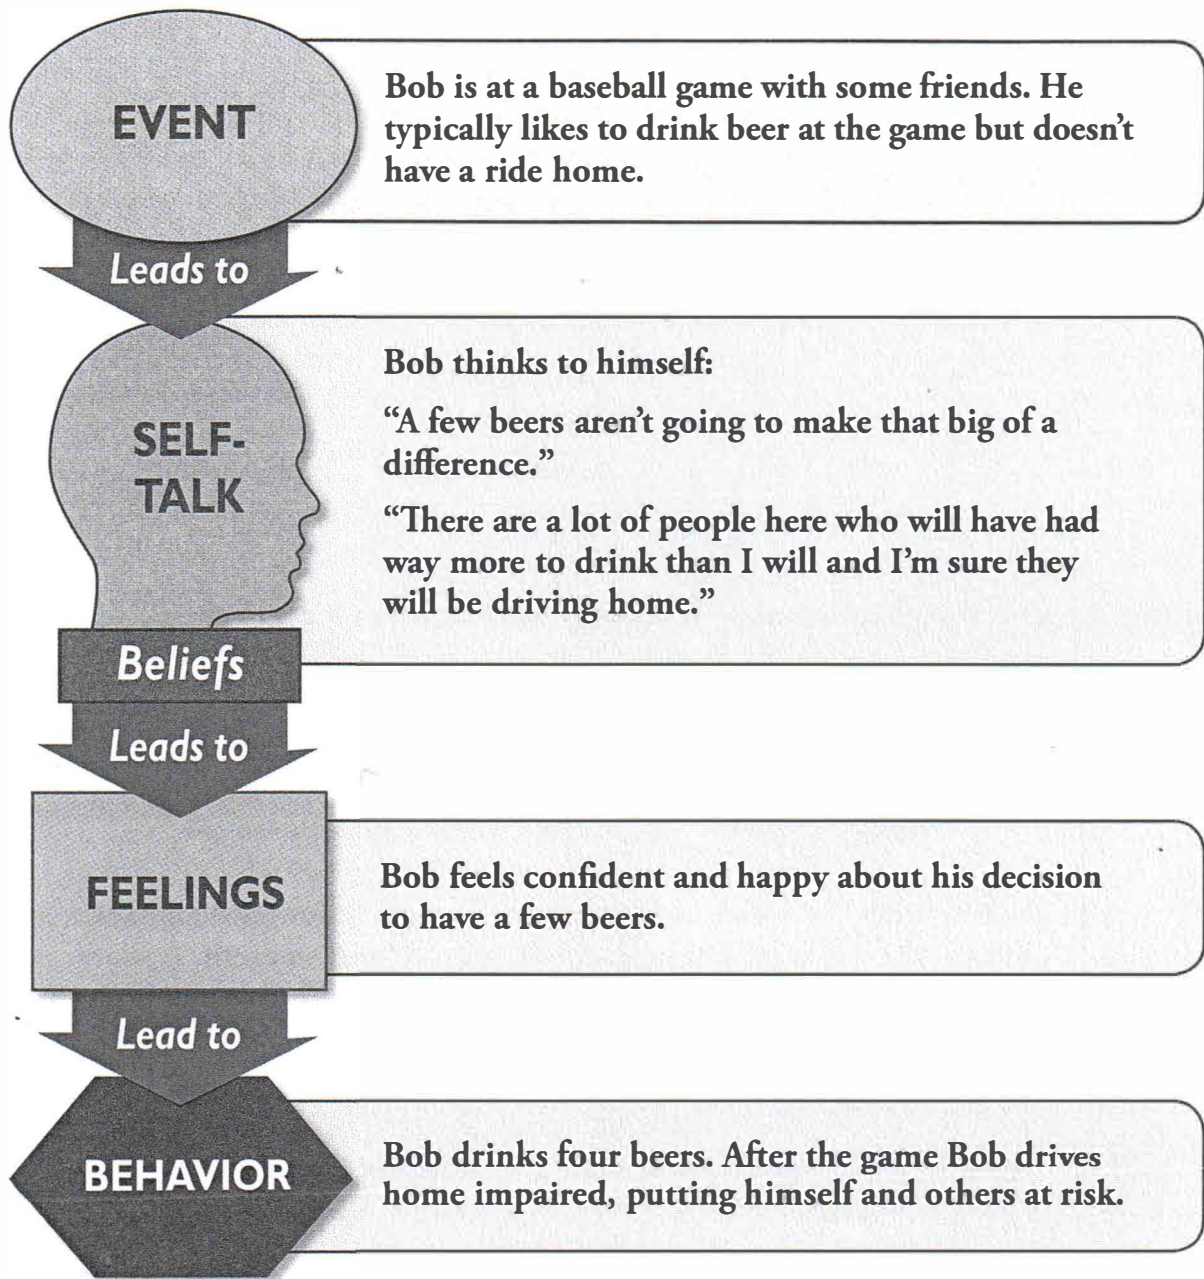 EVENT
Bob is at a baseball game with some friends. He
typically likes to drink beer at the game but doesn't
have a ride home.
Leads to
SELF-
TALK
Bob thinks to himself:
“A few beers aren't going to make that big of a
difference.”
“There are a lot of people here who will have had
way more to drink than I will and I'm sure they
will be driving home.”
Beliefs
Leads to
FEELINGS
Bob feels confident and happy about his decision
to have a few beers.
Lead to
BEHAVIOR
Bob drinks four beers. After the game Bob drives
home impaired, putting himself and others at risk.